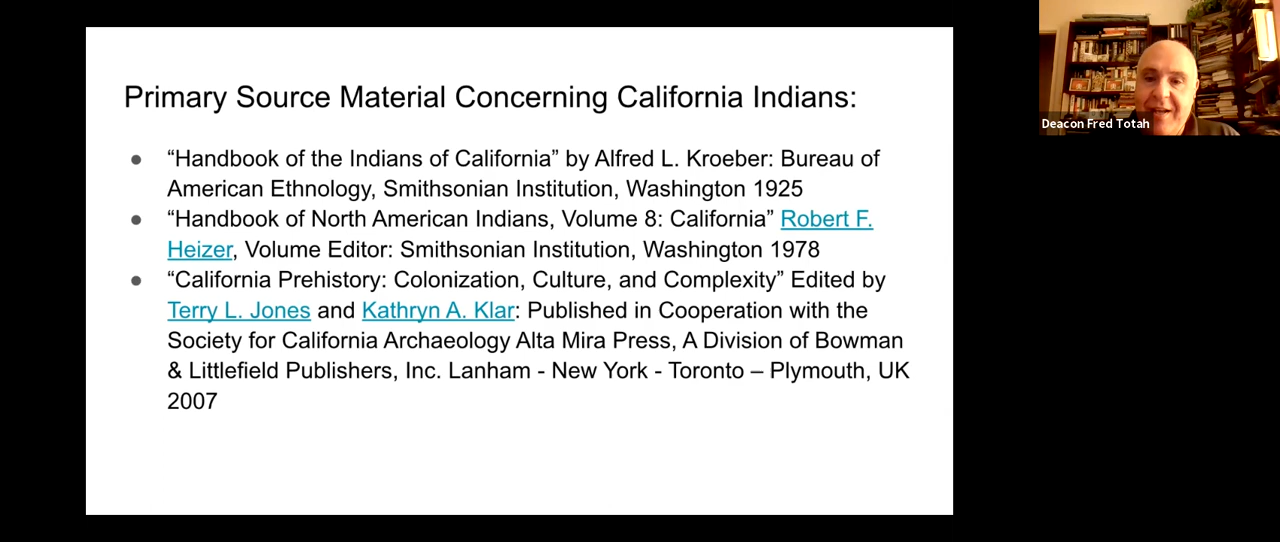 Primary Source Material Concerning California Indians:
● “Handbook of the Indians of California” by Alfred L. Kroeber: Bureau of
American Ethnology, Smithsonian Institution, Washington 1925
● “Handbook of North American Indians, Volume 8: California” Robert F.
Heizer, Volume Editor: Smithsonian Institution, Washington 1978
● “California Prehistory: Colonization, Culture, and Complexity” Edited by
Terry L. Jones and Kathryn A. Klar: Published in Cooperation with the
Society for California Archaeology Alta Mira Press, A Division of Bowman
& Littlefield Publishers, Inc. Lanham - New York - Toronto – Plymouth, UK
2007
Deacon Fred Totah